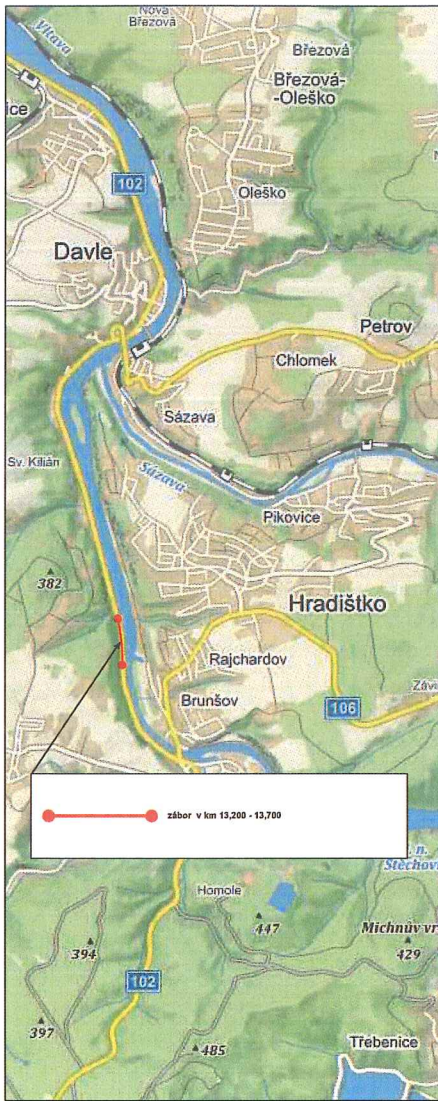 Nová
Březová
Vltava
Březová
Březová-
-Oleško
ice
102
Oleško
Davle
Petrov
Chlomek
Sázava
Sv. Kilián
Sázava
Pikovice
382
Hradištko
Rajchardov
Brunšov
106
Záv
zábor v km 13,200 - 13,700
n.
Štěchov
Homole
447
Michnův vr
429
394
102
397
485
Třebenice